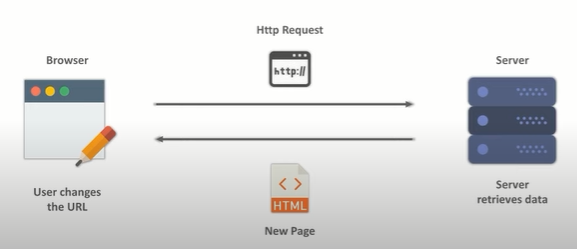 Http Request
Browser
Server
http://
User changes
the URL
Server
retrieves data
HTML
New Page